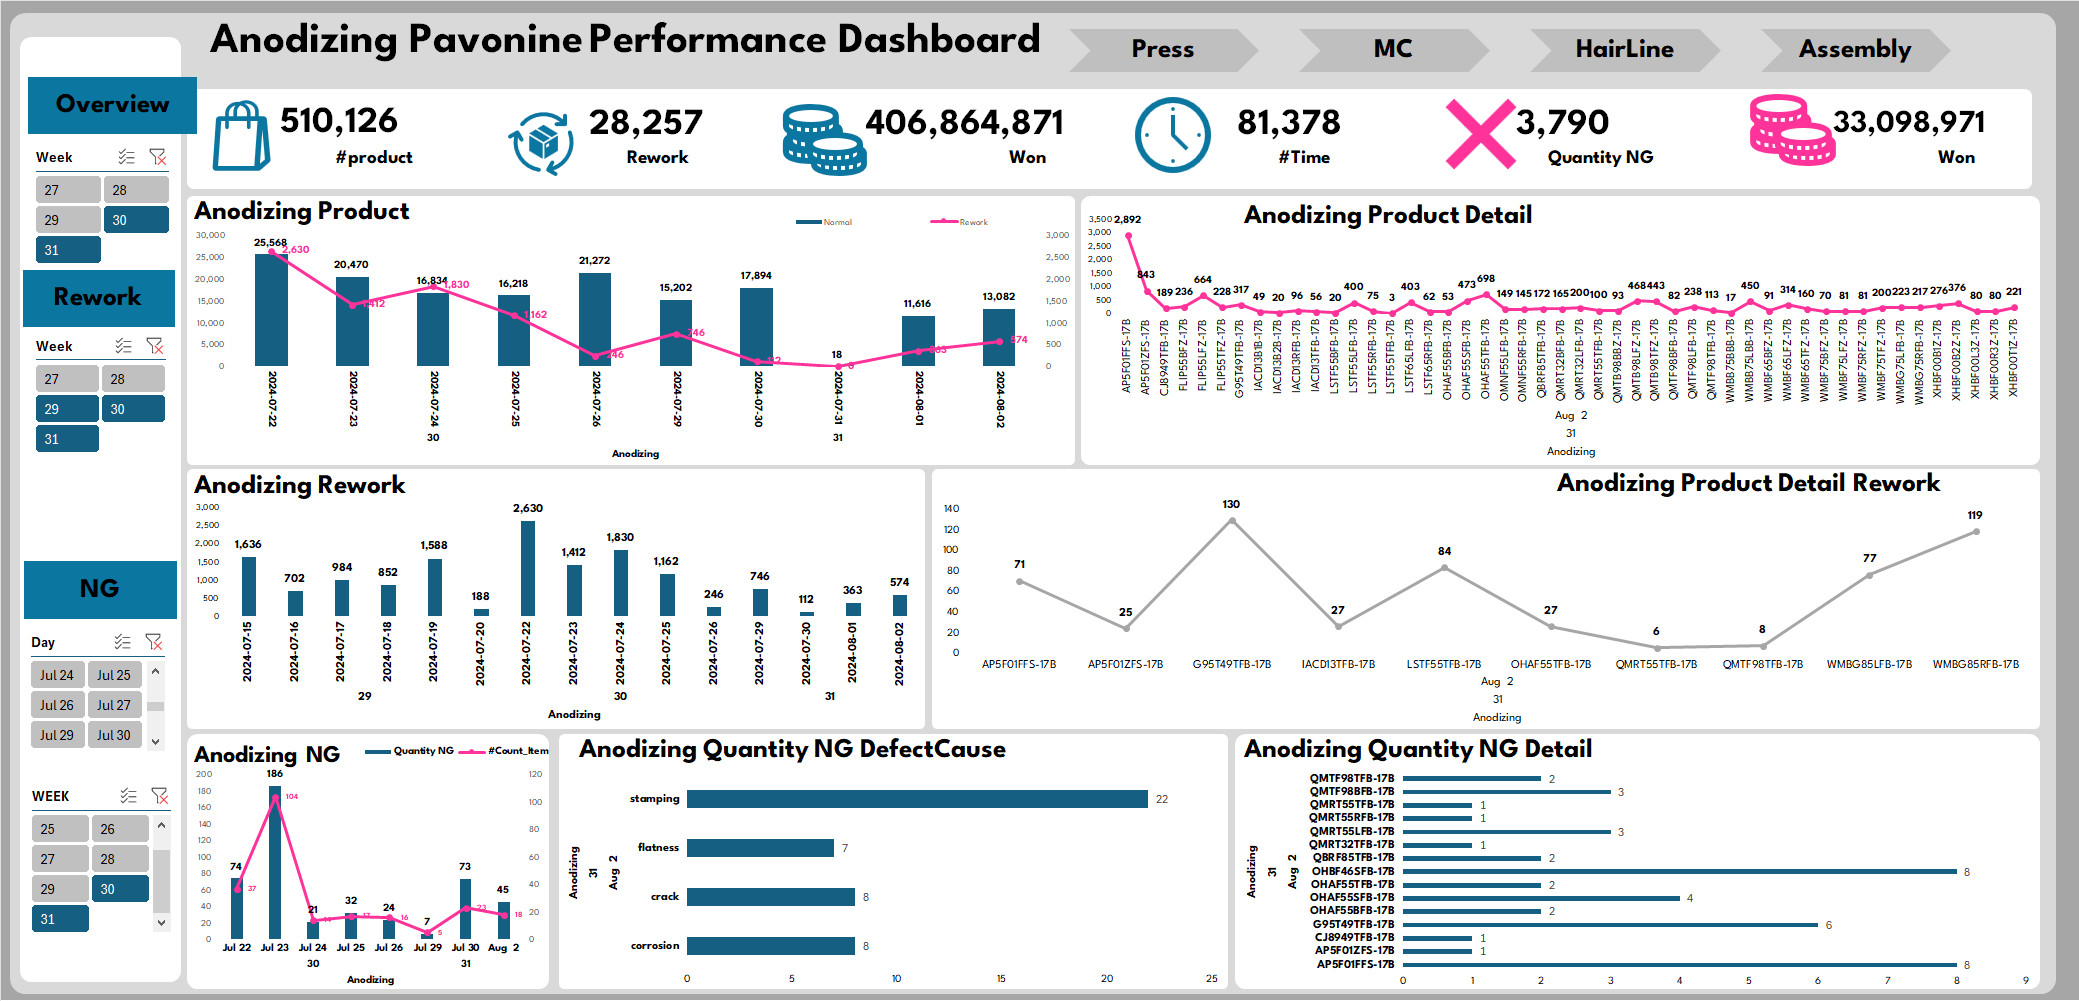 Anodizing Pavonine Performance Dashboard
Press
MC
HairLine
Assembly
Overview
Week
27
28
29
30
31
Rework
Week
27
28
29
30
31
NG
Day
Jul 24
Jul 25
Jul 26
Jul 27
Jul 29
Jul 30
WEEK
25
26
27
28
29
30
31
510,126
#product
28,257
Rework
406,864,871
Won
81,378
#Time
3,790
Quantity NG
33,098,971
Won
Anodizing Product
Normal
Rework
30,000
25,000
20,000
15,000
10,000
5,000
0
3,000
2,500
2,000
1,500
1,000
500
0
25,568
20,470
16,834
16,218
21,272
15,202
17,894
18
11,616
13,082
2,630
1,412
1,830
1,162
246
746
112
0
363
574
2024-07-22
2024-07-23
2024-07-24
2024-07-25
2024-07-26
2024-07-29
2024-07-30
2024-07-31
2024-08-01
2024-08-02
30
31
Anodizing
Anodizing Product Detail
3,500
3,000
2,500
2,000
1,500
1,000
500
0
2,892
843
189
236
664
228
317
49
20
96
56
20
400
75
3
403
62
53
473
698
149
145
172
165
200
100
93
468
443
82
238
113
17
450
91
314
160
70
81
81
200
223
217
276
376
80
80
221
AP5F01FFS-17B
AP5F01ZFS-17B
CJ8949TFB-17B
FLIP55BFZ-17B
FLIP55LFZ-17B
FLIP55TFZ-17B
G95T49TFB-17B
IACD13B1B-17B
IACD13B2B-17B
IACD13RFB-17B
IACD13TFB-17B
LSTF55BFB-17B
LSTF55LFB-17B
LSTF55RFB-17B
LSTF55TFB-17B
LSTF65LFB-17B
LSTF65RFB-17B
OHAF55BFB-17B
OHAF55SFB-17B
OHAF55TFB-17B
OMNF55LFB-17B
OMNF55RFB-17B
QBRF85TFB-17B
QMRT32BFB-17B
QMRT32LFB-17B
QMRT55TFB-17B
QMTB98BBZ-17B
QMTB98LFZ-17B
QMTB98TFZ-17B
QMTF98BFB-17B
QMTF98LFB-17B
QMTF98TFB-17B
WMBB75BBB-17B
WMBB75LBB-17B
WMBF65BFZ-17B
WMBF65LFZ-17B
WMBF65TFZ-17B
WMBF75BFZ-17B
WMBF75LFZ-17B
WMBF75RFZ-17B
WMBF75TFZ-17B
WMBG75LFB-17B
WMBG75RFB-17B
XHBF00B1Z-17B
XHBF00B2Z-17B
XHBF00L3Z-17B
XHBF00R3Z-17B
XHBF00T1Z-17B
Aug 2
31
Anodizing
Anodizing Rework
3,000
2,500
2,000
1,500
1,000
500
0
1,636
702
984
852
1,588
188
2,630
1,412
1,830
1,162
246
746
112
363
574
2024-07-15
2024-07-16
2024-07-17
2024-07-18
2024-07-19
2024-07-20
2024-07-22
2024-07-23
2024-07-24
2024-07-25
2024-07-26
2024-07-29
2024-07-30
2024-08-01
2024-08-02
29
30
31
Anodizing
Anodizing Product Detail Rework
140
120
100
80
60
40
20
0
71
25
130
27
84
27
6
8
77
119
AP5F01FFS-17B
AP5F01ZFS-17B
G95T49TFB-17B
IACD13TFB-17B
LSTF55TFB-17B
OHAF55TFB-17B
QMRT55TFB-17B
QMTF98TFB-17B
WMBG85LFB-17B
WMBG85RFB-17B
Aug 2
31
Anodizing
Anodizing NG
Quantity NG
#Count_Item
200
180
160
140
120
100
80
60
40
20
0
120
100
80
60
40
20
0
74
186
21
32
24
7
73
45
37
104
17
16
5
23
18
Jul 22
Jul 23
Jul 24
Jul 25
Jul 26
Jul 29
Jul 30
Aug 2
30
31
Anodizing
Anodizing Quantity NG DefectCause
Anodizing
31
Aug 2
stamping
22
flatness
7
crack
8
corrosion
8
0
5
10
15
20
25
Anodizing Quantity NG Detail
Anodizing
31
Aug 2
QMTF98TFB-17B
2
QMTF98BFB-17B
3
QMRT55TFB-17B
1
QMRT55RFB-17B
1
QMRT55LFB-17B
3
QMRT32TFB-17B
1
QBRF85TFB-17B
2
OHBF46SFB-17B
8
OHAF55TFB-17B
2
OHAF55SFB-17B
4
OHAF55BFB-17B
2
G95T49TFB-17B
6
CJ8949TFB-17B
1
AP5F01ZFS-17B
1
AP5F01FFS-17B
8
0
1
2
3
4
5
6
7
8
9